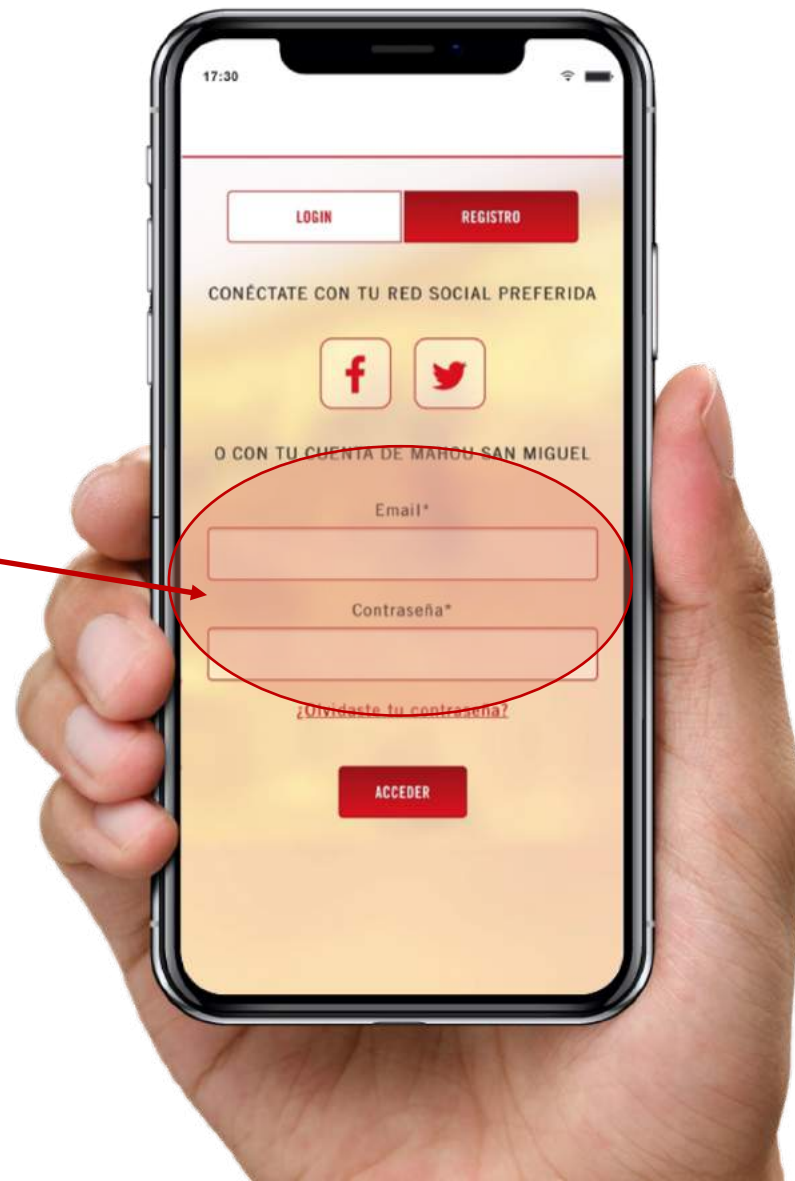 17:30
LOGIN REGISTRO
CONÉCTATE CON TU RED SOCIAL PREFERIDA
O CON TU CUENTA DE MAHOU SAN MIGUEL
Email*
Contraseña*
¿Olvidaste tu contraseña?
ACCEDER